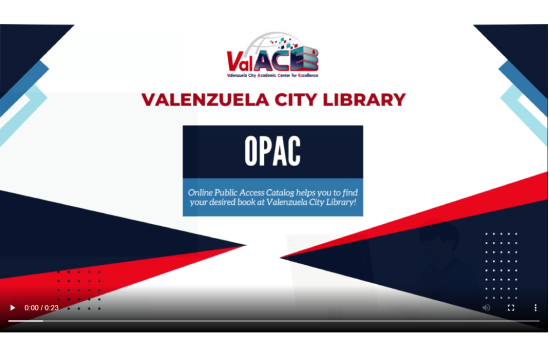 ValACE
Valenzuela City Academic Center for Excellence
VALENZUELA CITY LIBRARY
OPAC
Online Public Access Catalog helps you to find
your desired book at Valenzuela City Library!
0:00 / 0:23